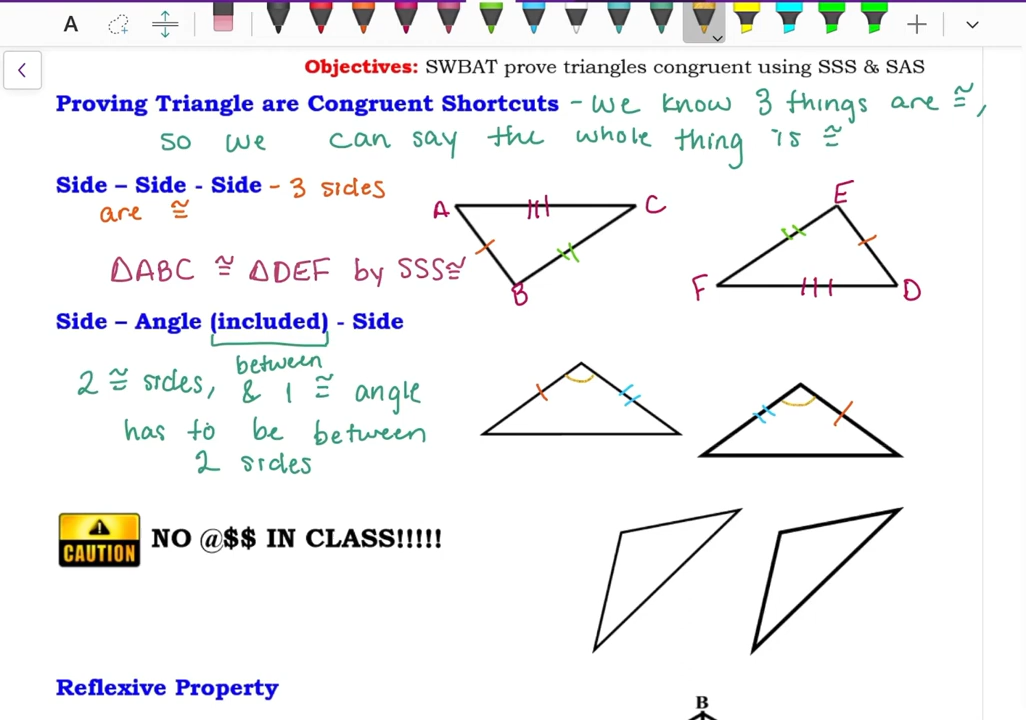 A
Objectives: SWBAT prove triangles congruent using SSS & SAS
Proving Triangle are Congruent Shortcuts - we know 3 things are ≅,
so we can say the whole thing is ≅
Side – Side - Side - 3 sides
are ≅
A C
B
E
F D
ΔABC ≅ ΔDEF by SSS≅
Side – Angle (included) - Side
between
2 ≅ sides, & 1 ≅ angle
has to be between
2 sides
CAUTION
NO @$$ IN CLASS!!!!!
Reflexive Property
B